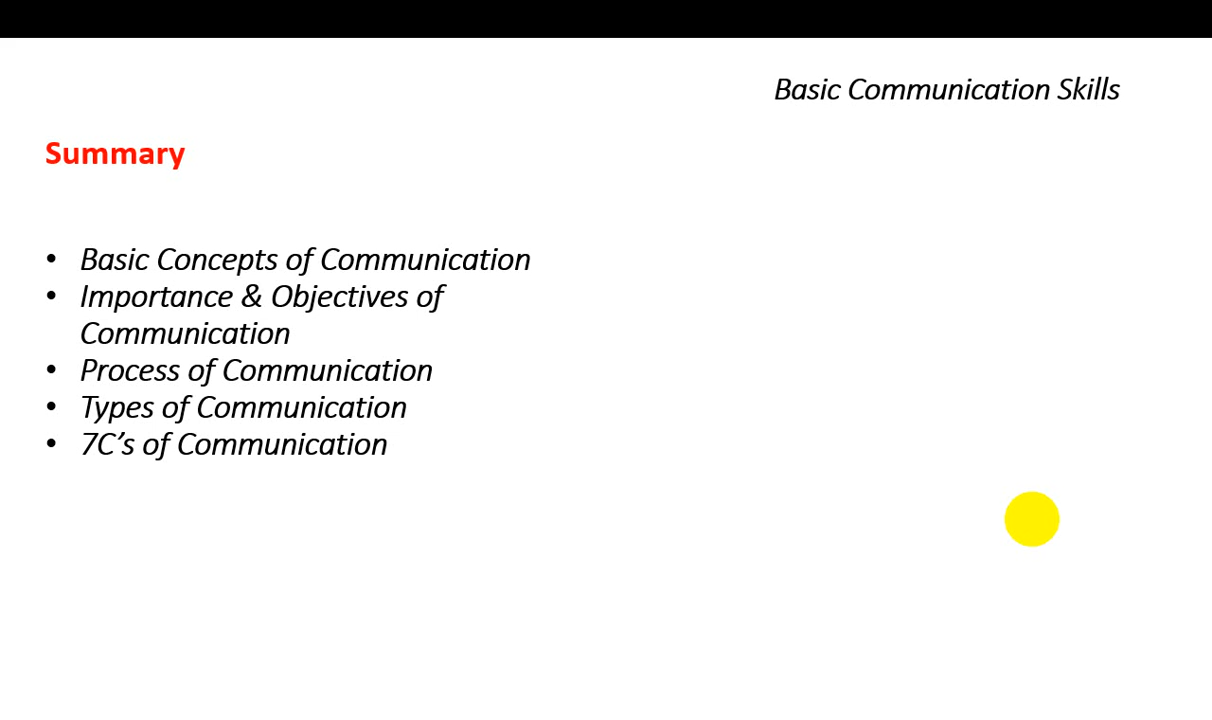 Basic Communication Skills
Summary
• Basic Concepts of Communication
• Importance & Objectives of
Communication
• Process of Communication
• Types of Communication
• 7C’s of Communication